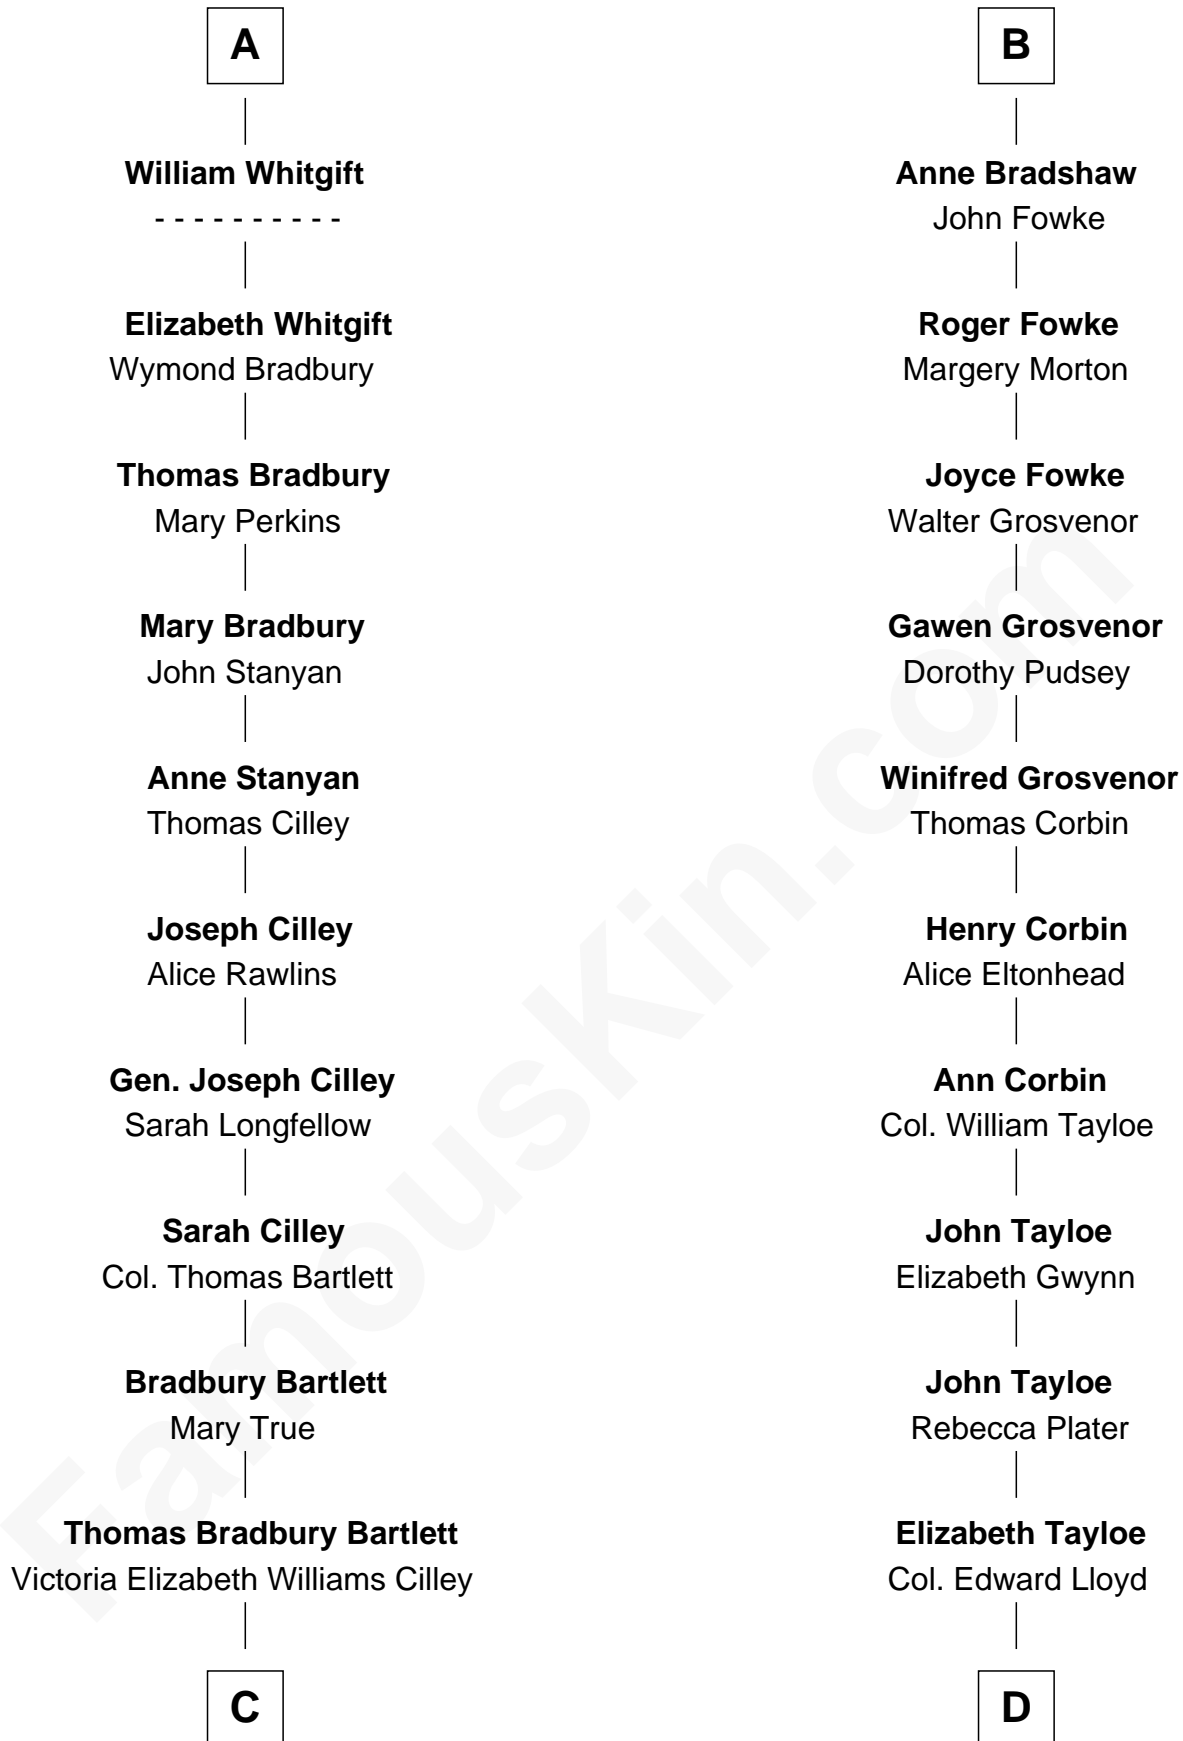 A
William Whitgift
- - - - - - - - - -
Elizabeth Whitgift
Wymond Bradbury
Thomas Bradbury
Mary Perkins
Mary Bradbury
John Stanyan
Anne Stanyan
Thomas Cilley
Joseph Cilley
Alice Rawlins
Gen. Joseph Cilley
Sarah Longfellow
Sarah Cilley
Col. Thomas Bartlett
Bradbury Bartlett
Mary True
Thomas Bradbury Bartlett
Victoria Elizabeth Williams Cilley
C
B
Anne Bradshaw
John Fowke
Roger Fowke
Margery Morton
Joyce Fowke
Walter Grosvenor
Gawen Grosvenor
Dorothy Pudsey
Winifred Grosvenor
Thomas Corbin
Henry Corbin
Alice Eltonhead
Ann Corbin
Col. William Tayloe
John Tayloe
Elizabeth Gwynn
John Tayloe
Rebecca Plater
Elizabeth Tayloe
Col. Edward Lloyd
D
FamousKin.com